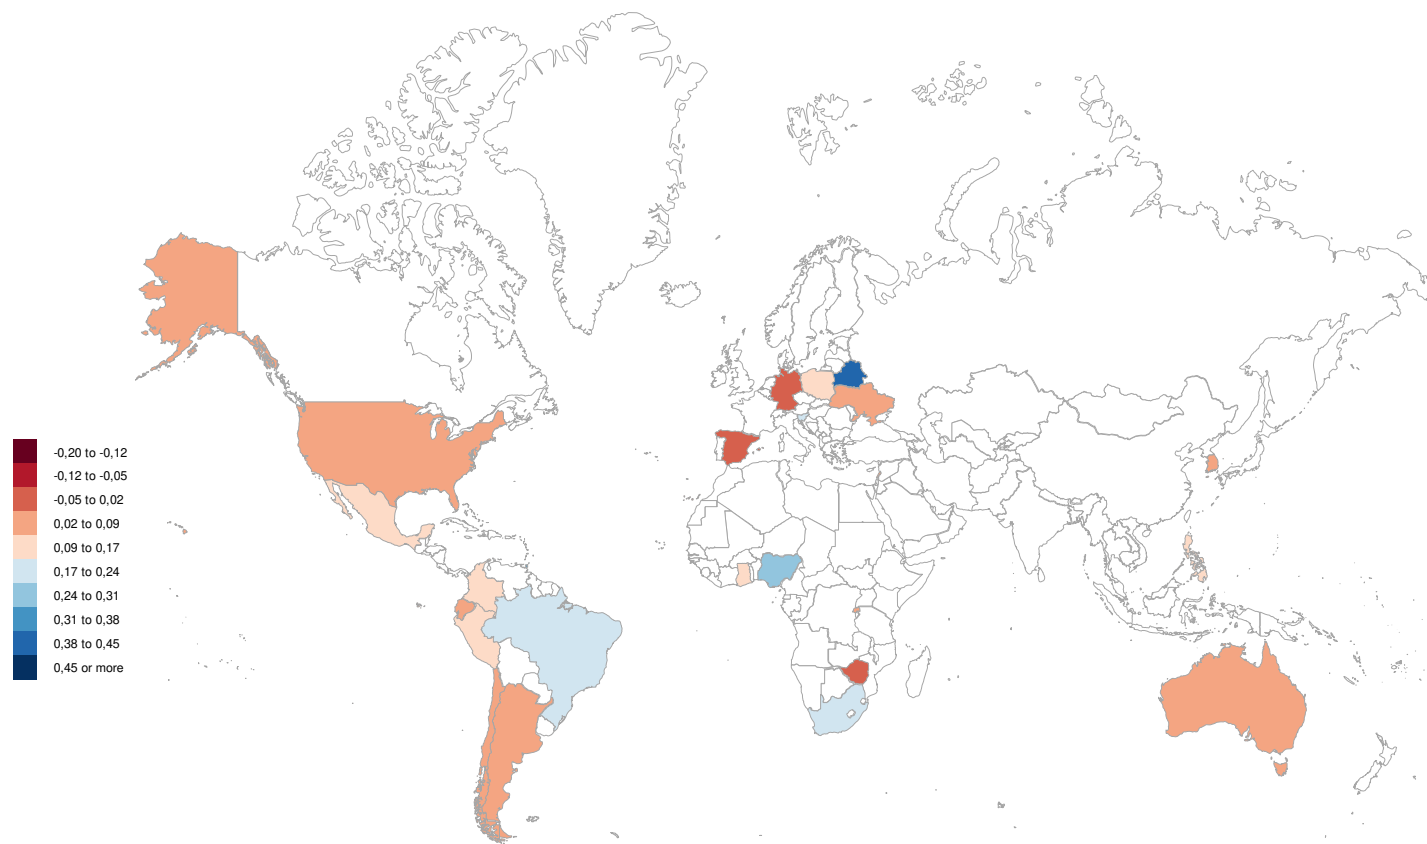 -0,20 to -0,12
-0,12 to -0,05
-0,05 to 0,02
0,02 to 0,09
0,09 to 0,17
0,17 to 0,24
0,24 to 0,31
0,31 to 0,38
0,38 to 0,45
0,45 or more